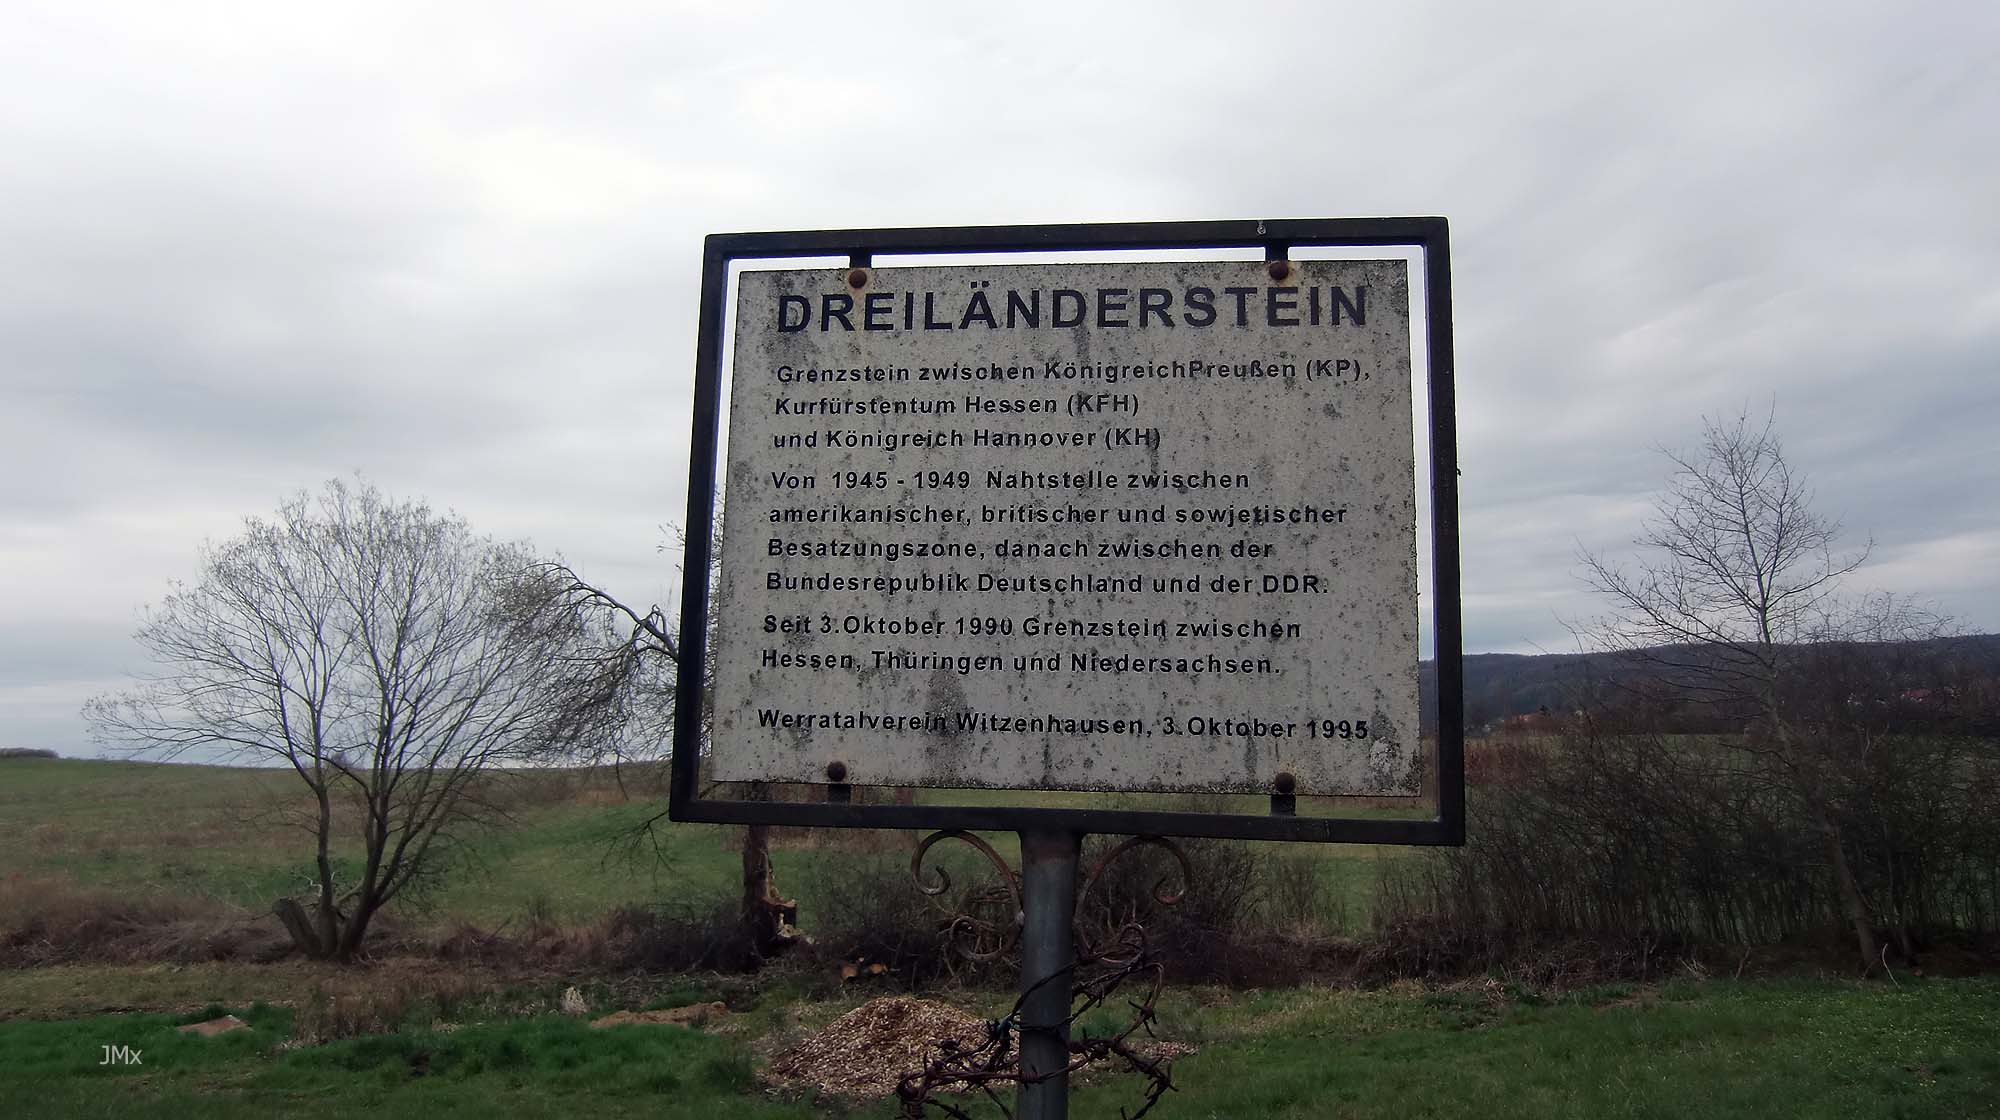 DREILÄNDERSTEIN
Grenzstein zwischen KönigreichPreußen (KP),
Kurfürstentum Hessen (KFH)
und Königreich Hannover (KH)
Von 1945 - 1949 Nahtstelle zwischen
amerikanischer, britischer und sowjetischer
Besatzungszone, danach zwischen der
Bundesrepublik Deutschland und der DDR.
Seit 3.Oktober 1990 Grenzstein zwischen
Hessen, Thüringen und Niedersachsen.
Werratalverein Witzenhausen, 3.Oktober 1995
JMx